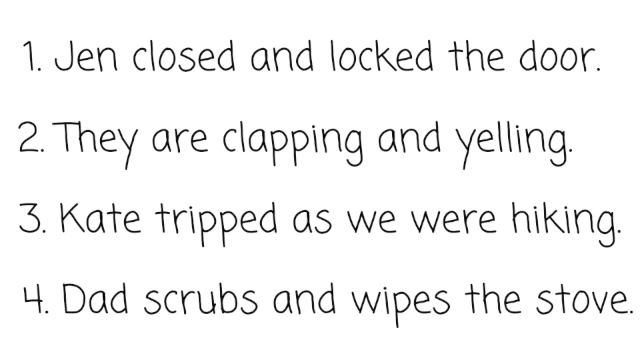 1. Jen closed and locked the door.
2. They are clapping and yelling.
3. Kate tripped as we were hiking.
4. Dad scrubs and wipes the stove.